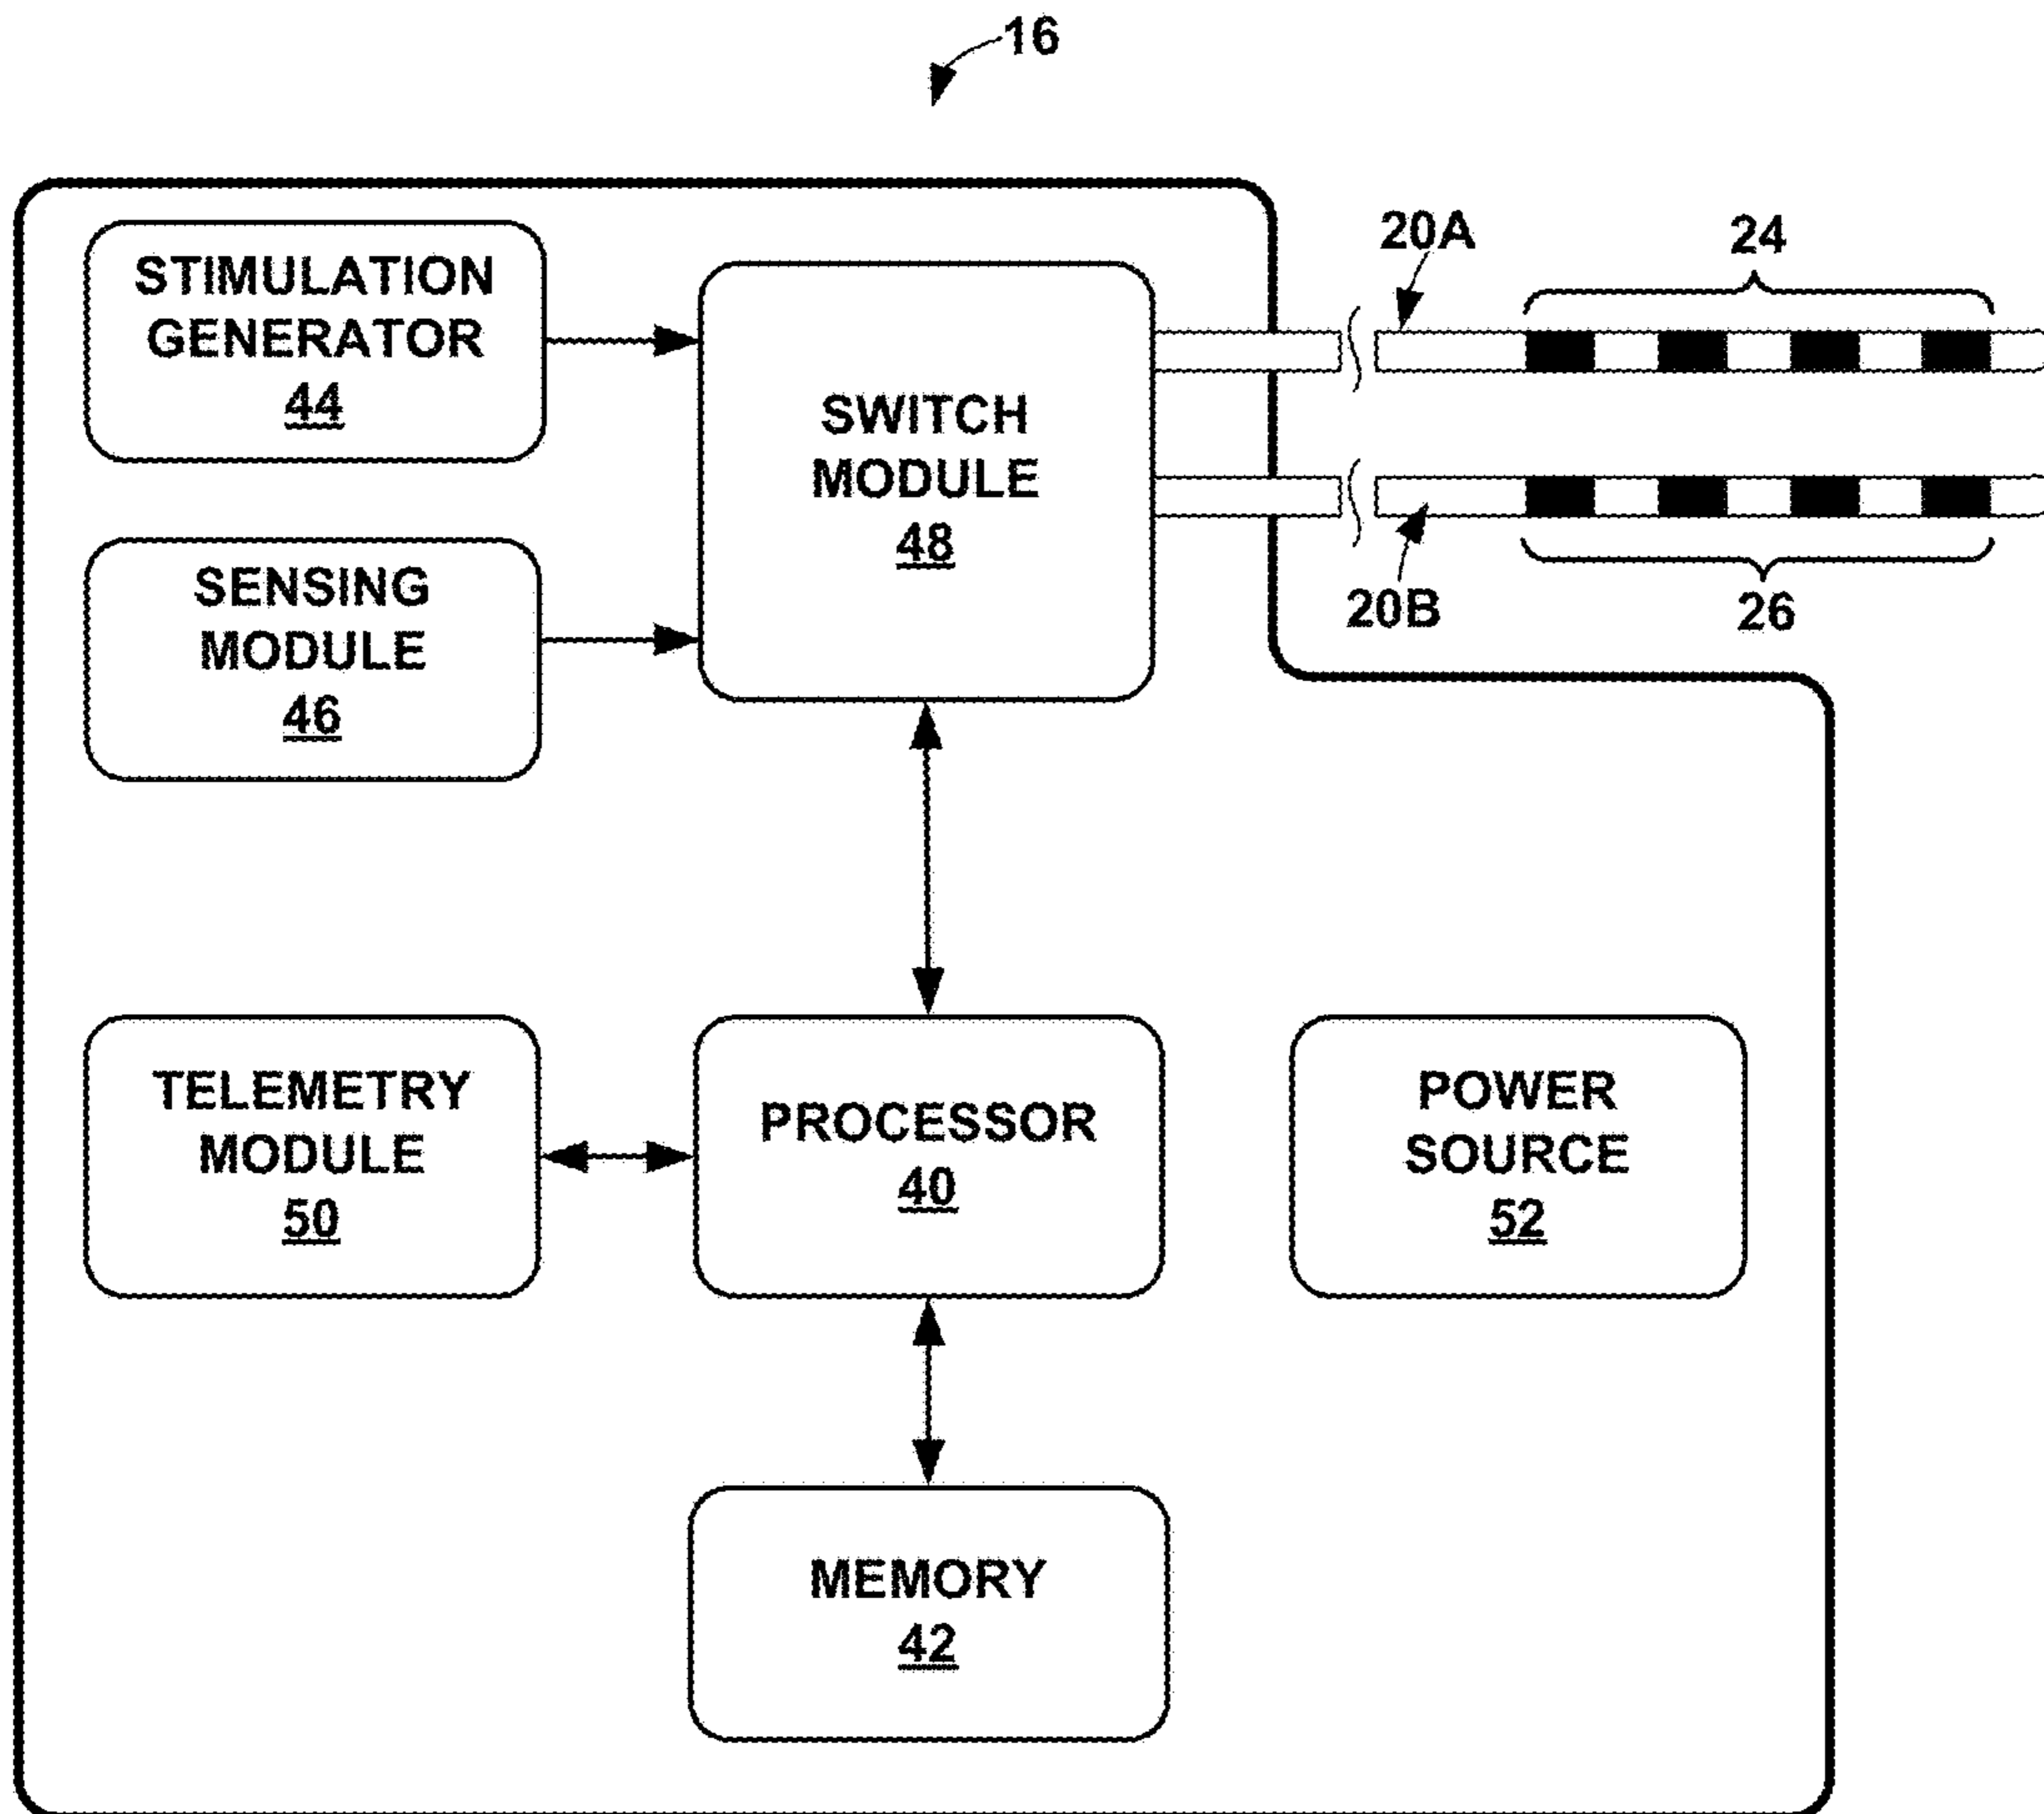 16
STIMULATION
GENERATOR
44
SWITCH
MODULE
48
20A
24
SENSING
MODULE
46
20B
26
TELEMETRY
MODULE
50
PROCESSOR
40
POWER
SOURCE
52
MEMORY
42